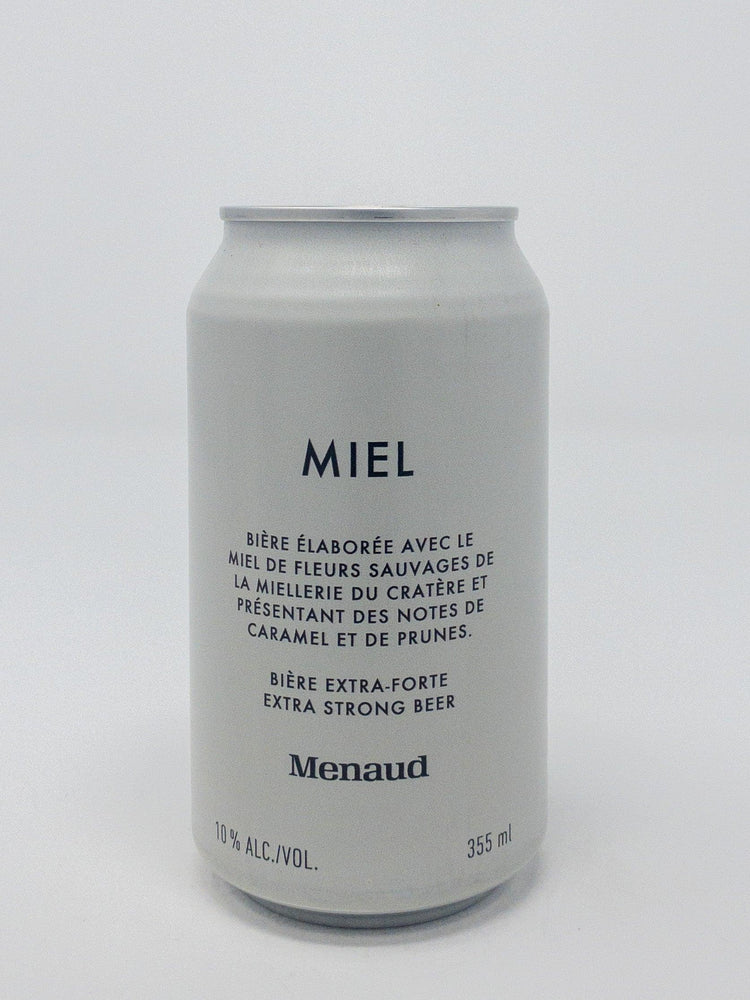 MIEL
BIÈRE ÉLABORÉE AVEC LE
MIEL DE FLEURS SAUVAGES DE
LA MIELLERIE DU CRATÈRE ET
PRÉSENTANT DES NOTES DE
CARAMEL ET DE PRUNES.
BIÈRE EXTRA-FORTE
EXTRA STRONG BEER
Menaud
10 % ALC./VOL.
355 ml